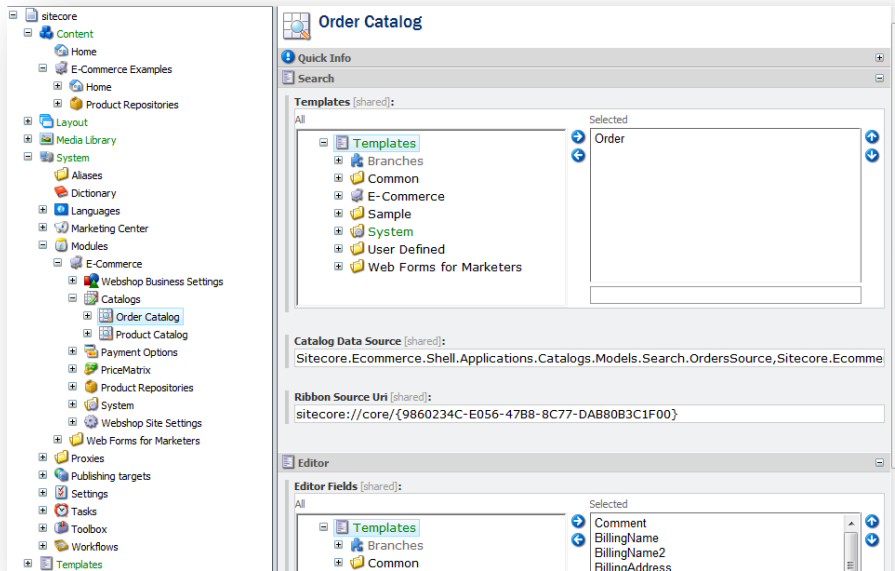 sitecore
Content
Home
E-Commerce Examples
Home
Product Repositories
Layout
Media Library
System
Aliases
Dictionary
Languages
Marketing Center
Modules
E-Commerce
Webshop Business Settings
Catalogs
Order Catalog
Product Catalog
Payment Options
PriceMatrix
Product Repositories
System
Webshop Site Settings
Web Forms for Marketers
Proxies
Publishing targets
Settings
Tasks
Toolbox
Workflows
Templates
Order Catalog
Quick Info
Search
Templates [shared]:
All
Selected
Templates
Branches
Common
E-Commerce
Sample
System
User Defined
Web Forms for Marketers
Order
Catalog Data Source [shared]:
Sitecore.Ecommerce.Shell.Applications.Catalogs.Models.Search.OrdersSource,Sitecore.Ecomme
Ribbon Source Uri [shared]:
sitecore://core/{9860234C-E056-47B8-8C77-DAB80B3C1F00}
Editor
Editor Fields [shared]:
All
Selected
Templates
Branches
Common
Comment
BillingName
BillingName2
BillingAddress